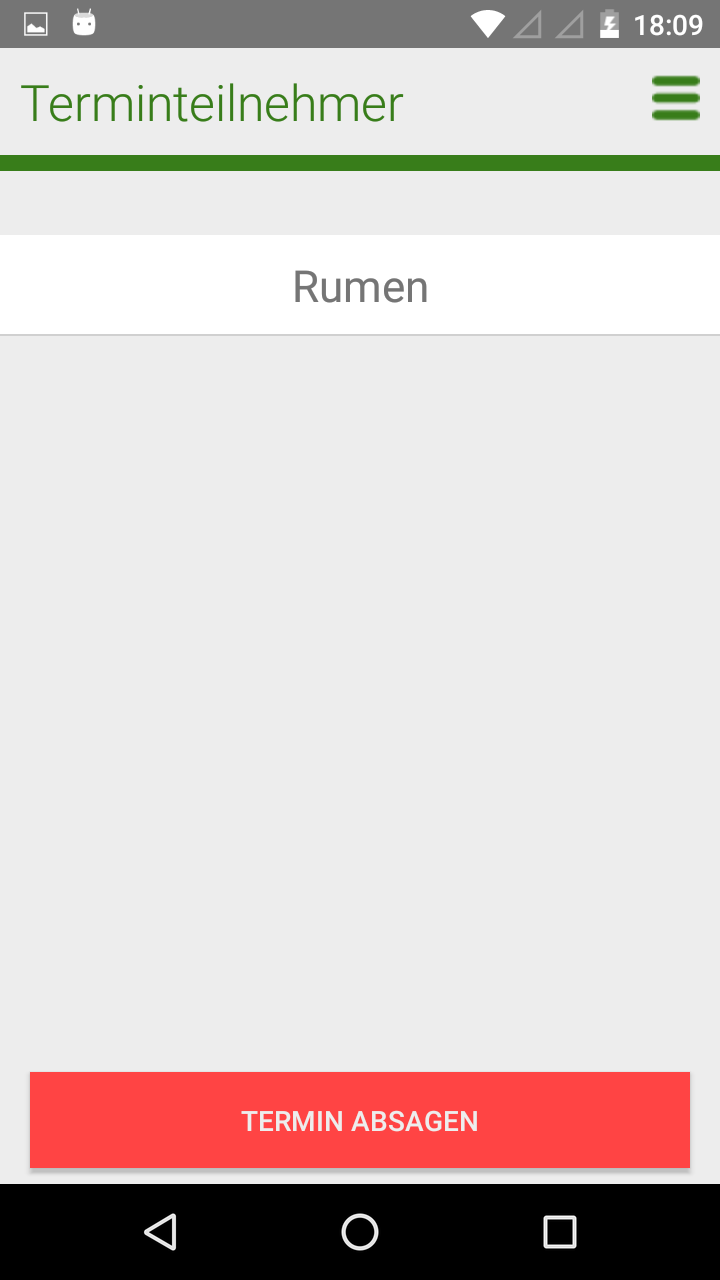 18:09
Terminteilnehmer
Rumen
TERMIN ABSAGEN